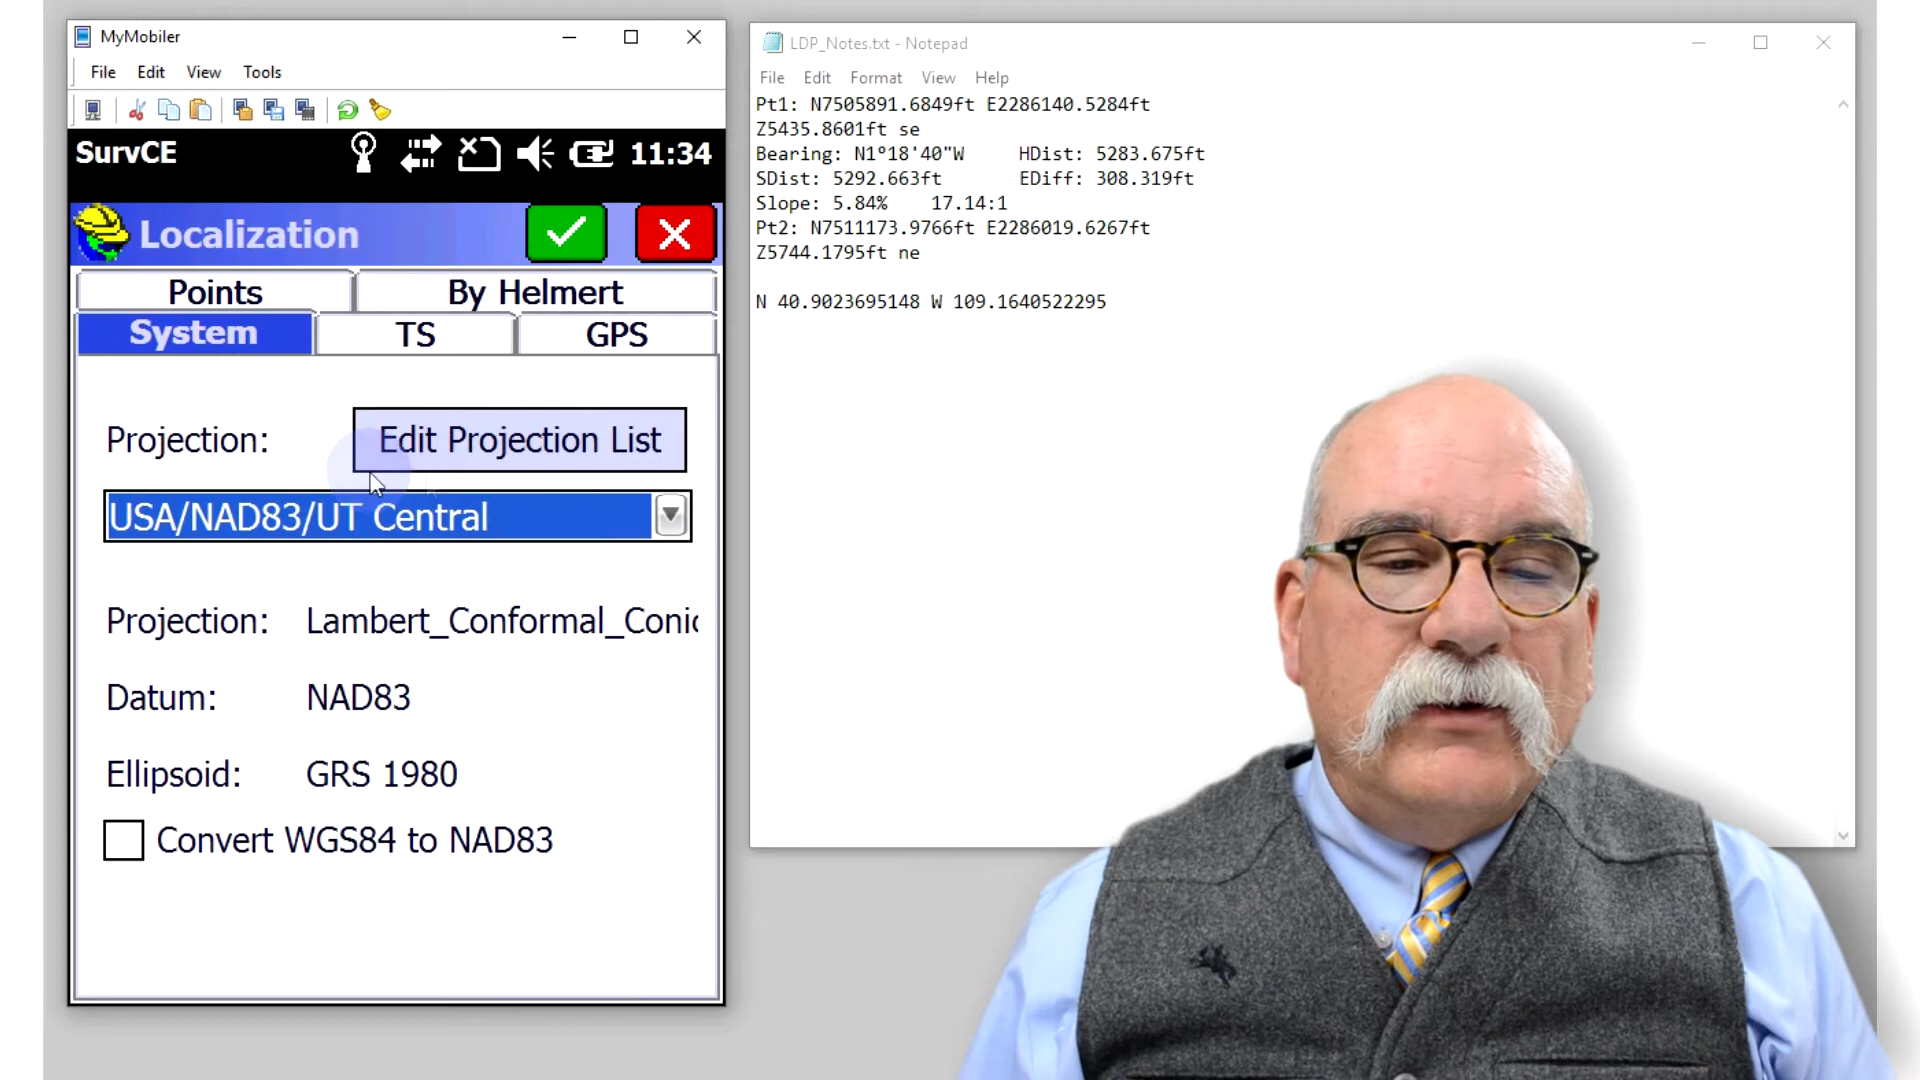 MyMobiler
File Edit View Tools
SurvCE 11:34
Localization
Points By Helmert
System TS GPS
Projection: Edit Projection List
USA/NAD83/UT Central
Projection: Lambert_Conformal_Conic
Datum: NAD83
Ellipsoid: GRS 1980
Convert WGS84 to NAD83
LDP_Notes.txt - Notepad
File Edit Format View Help
Pt1: N7505891.6849ft E2286140.5284ft
Z5435.8601ft se
Bearing: N1°18'40"W HDist: 5283.675ft
SDist: 5292.663ft EDiff: 308.319ft
Slope: 5.84% 17.14:1
Pt2: N7511173.9766ft E2286019.6267ft
Z5744.1795ft ne
N 40.9023695148 W 109.1640522295